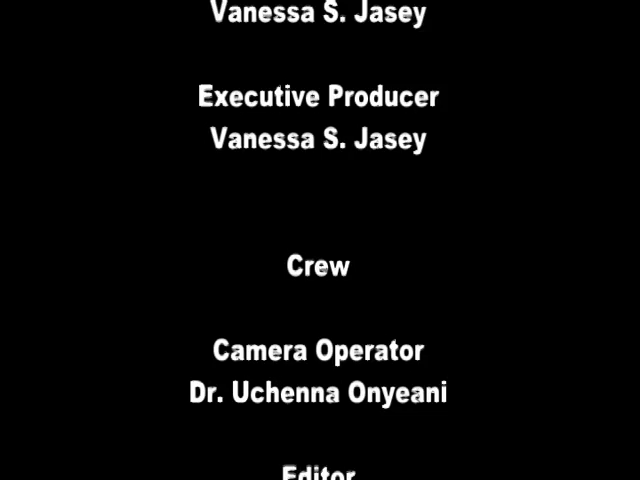 Vanessa S. Jasey
Executive Producer
Vanessa S. Jasey
Crew
Camera Operator
Dr. Uchenna Onyeani
Editor